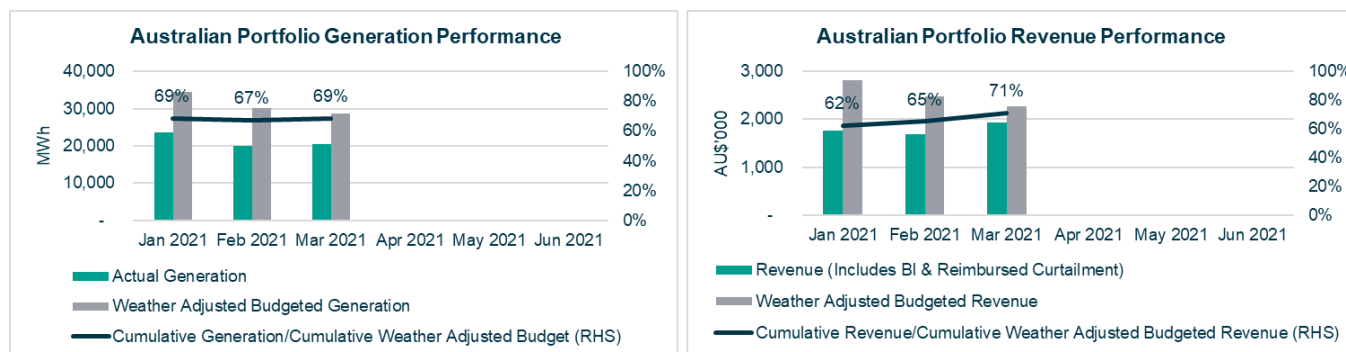 Australian Portfolio Generation Performance
40,000
30,000
20,000
10,000
-
MWh
100%
80%
60%
40%
20%
0%
69%
67%
69%
Jan 2021 Feb 2021 Mar 2021 Apr 2021 May 2021 Jun 2021
Actual Generation
Weather Adjusted Budgeted Generation
Cumulative Generation/Cumulative Weather Adjusted Budget (RHS)
Australian Portfolio Revenue Performance
3,000
2,000
1,000
-
AU$'000
100%
80%
60%
40%
20%
0%
62%
65%
71%
Jan 2021 Feb 2021 Mar 2021 Apr 2021 May 2021 Jun 2021
Revenue (Includes BI & Reimbursed Curtailment)
Weather Adjusted Budgeted Revenue
Cumulative Revenue/Cumulative Weather Adjusted Budgeted Revenue (RHS)